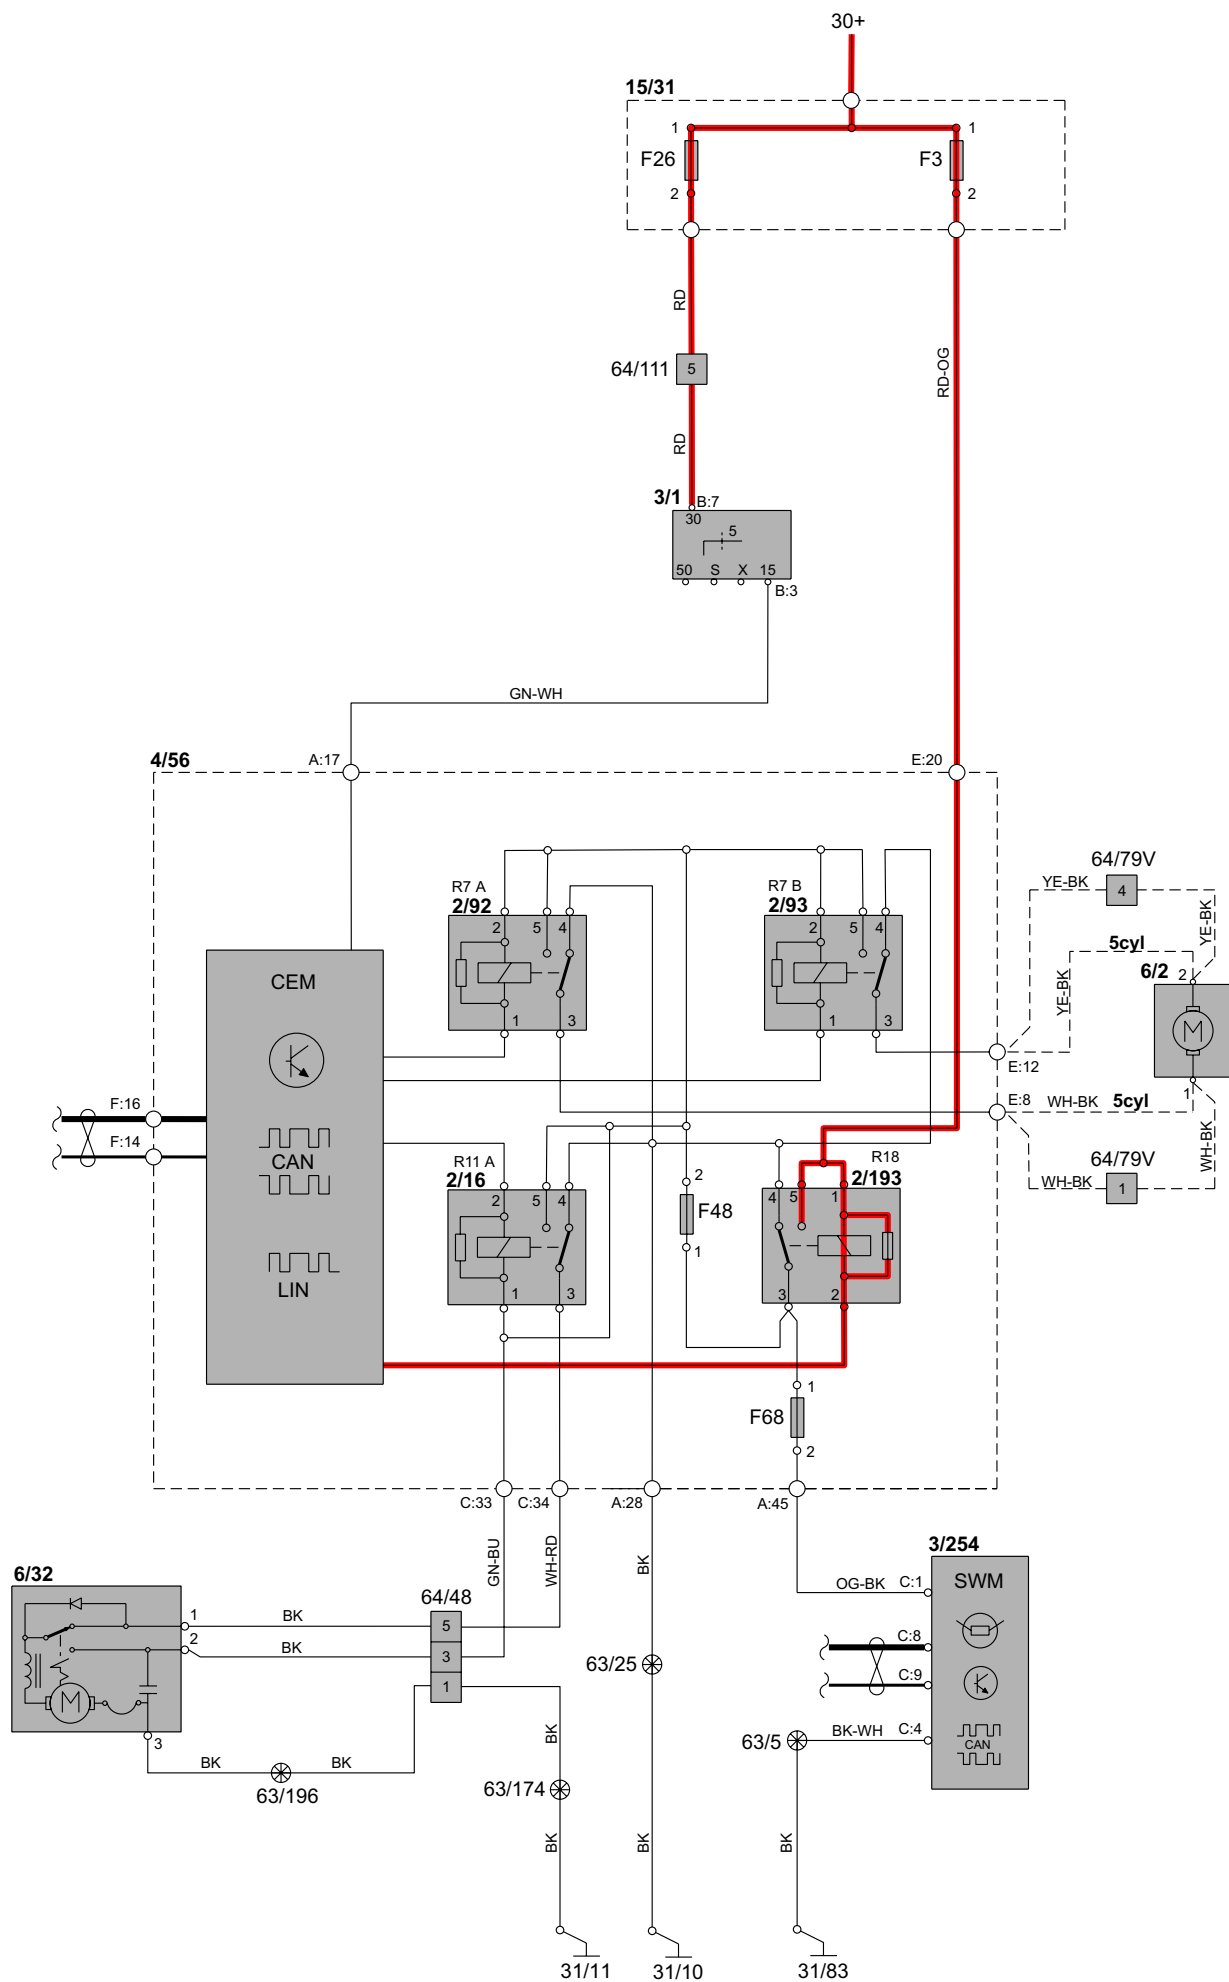 30+
15/31
1
1
F26
F3
2
2
RD
RD-OG
64/111
5
RD
3/1
B:7
30
5
50 S X 15
B:3
GN-WH
4/56
A:17
E:20
64/79V
YE-BK
4
YE-BK
R7 A
2/92
2 5 4
1 3
R7 B
2/93
2 5 4
1 3
5cyl
YE-BK
6/2
2
M
1
E:12
E:8
WH-BK
5cyl
WH-BK
64/79V
WH-BK
1
CEM
CAN
LIN
F:16
F:14
R11 A
2/16
2 5 4
1 3
2
F48
1
R18
2/193
4 5 1
3 2
1
F68
2
C:33
C:34
A:28
A:45
GN-BU
WH-RD
BK
6/32
1
2
M
3
BK
BK
64/48
5
3
1
BK
BK
63/196
BK
63/174
BK
31/11
63/25
BK
31/10
3/254
SWM
OG-BK
C:1
C:8
C:9
CAN
63/5
BK-WH
C:4
BK
31/83